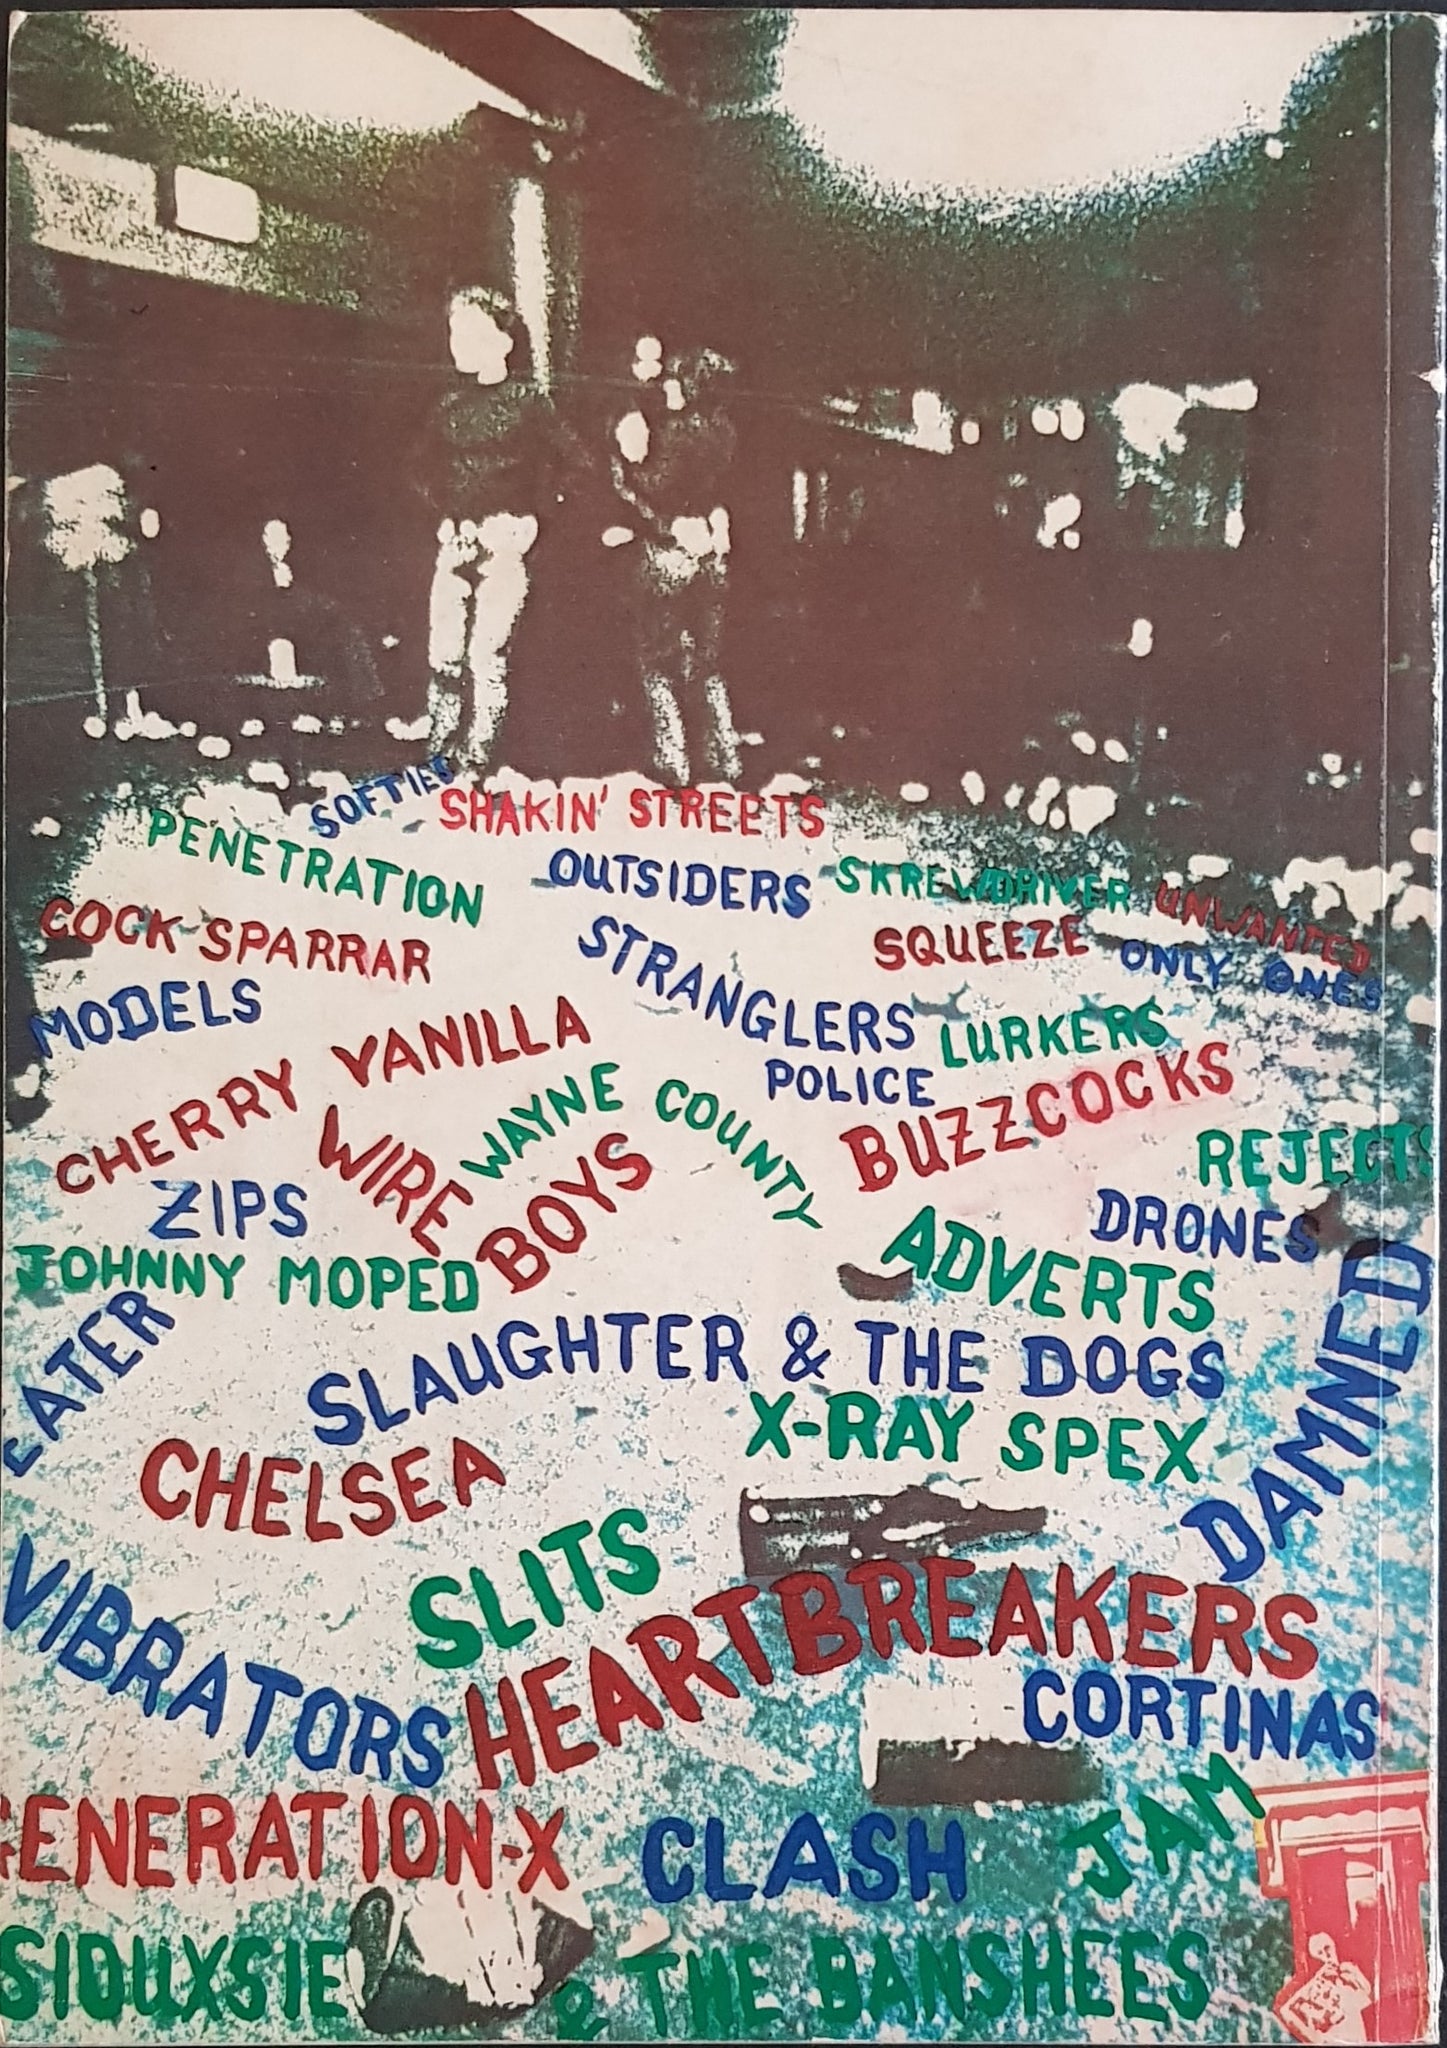 SOFTIES
SHAKIN' STREETS
PENETRATION
OUTSIDERS
SKREWDRIVER
UNWANTED
COCK SPARRAR
STRANGLERS
SQUEEZE
ONLY ONES
MODELS
CHERRY VANILLA
LURKERS
POLICE
WIRE
WAYNE COUNTY
BUZZCOCKS
REJECTS
ZIPS
BOYS
DRONES
JOHNNY MOPED
ADVERTS
EATER
SLAUGHTER & THE DOGS
DAMNED
X-RAY SPEX
CHELSEA
SLITS
VIBRATORS
HEARTBREAKERS
CORTINAS
GENERATION-X
CLASH
JAM
SIOUXSIE & THE BANSHEES